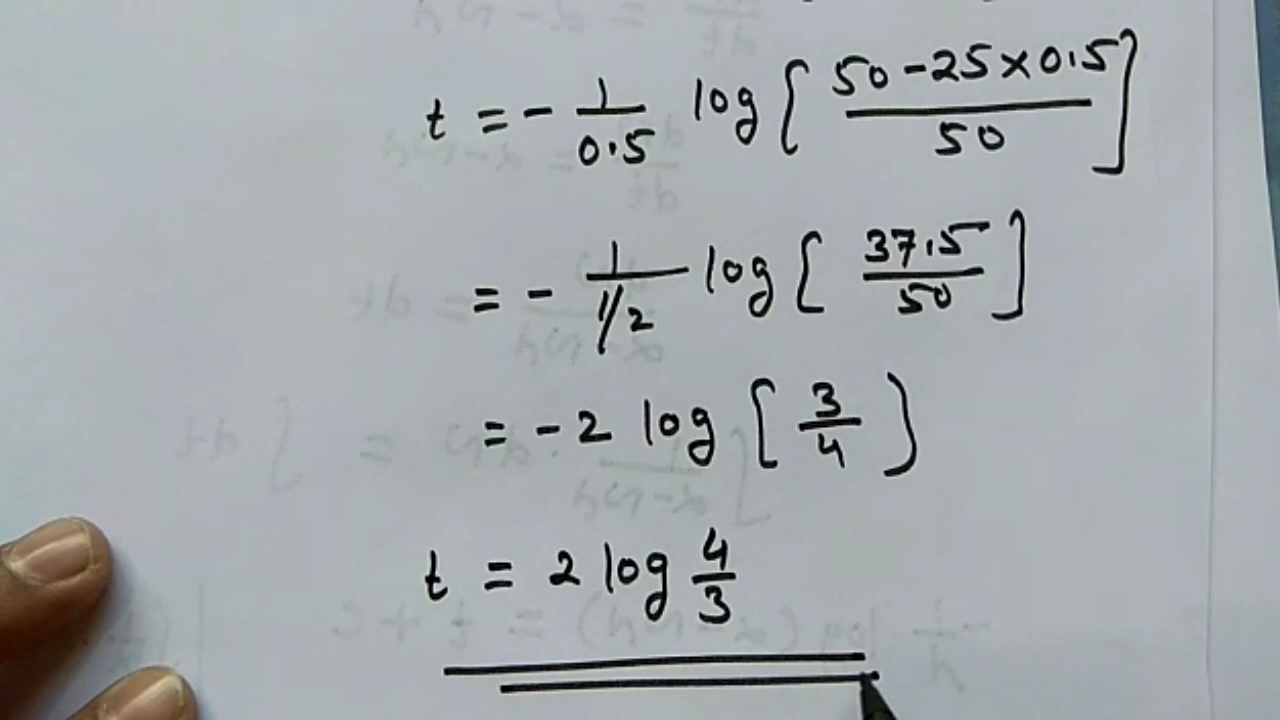 t = - 1/0.5 log [ 50-25×0.5 / 50 ]
= - 1/1/2 log [ 37.5/50 ]
= -2 log [ 3/4 ]
t = 2 log 4/3